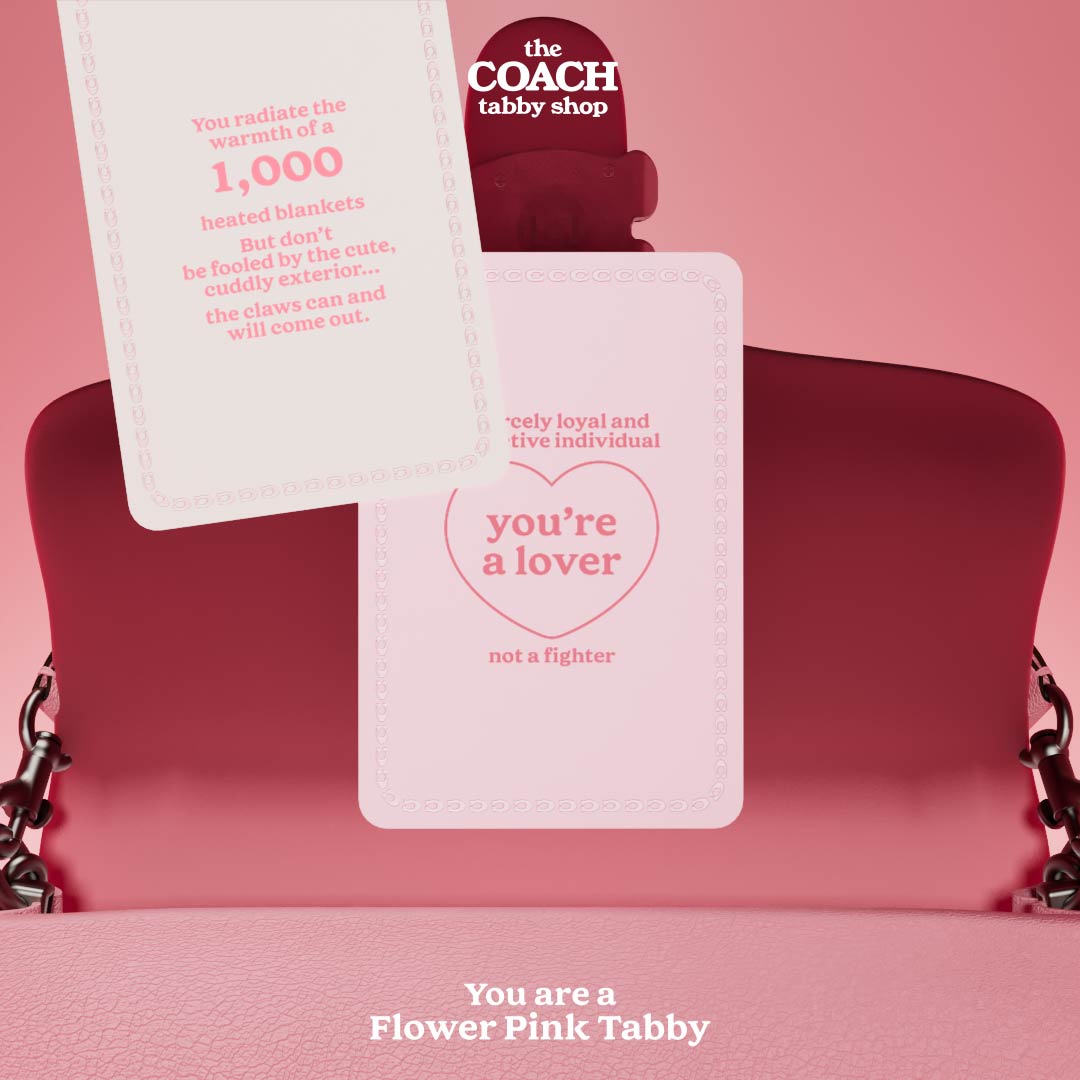 the
COACH
tabby shop
You radiate the
warmth of a
1,000
heated blankets
But don't
be fooled by the cute,
cuddly exterior...
the claws can and
will come out.
loyal and
individual
you're
a lover
not a fighter
You are a
Flower Pink Tabby